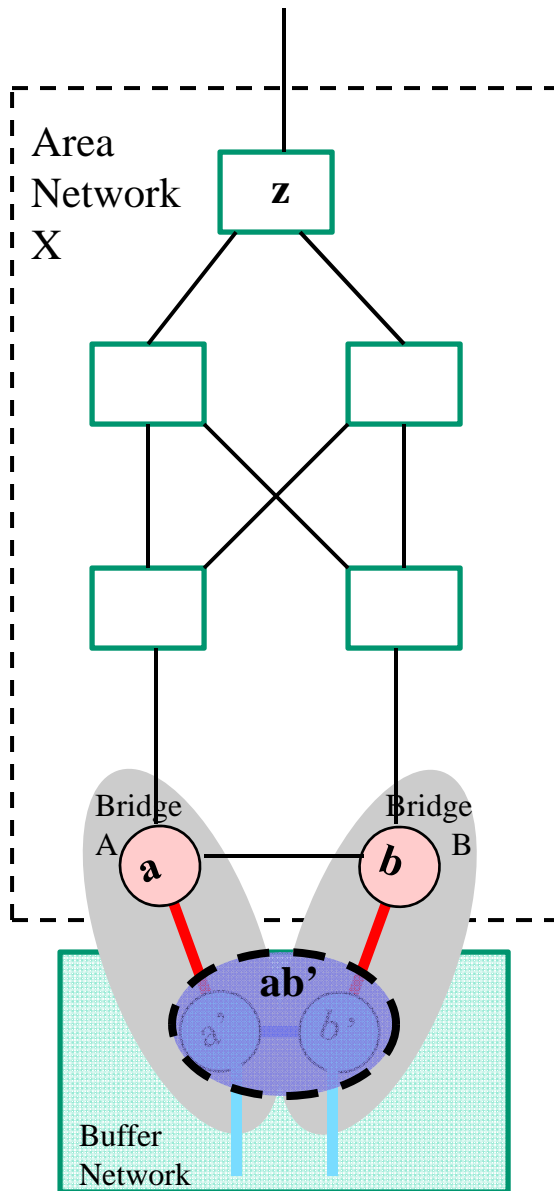 Area
Network
X
z
Bridge
A
Bridge
B
a
b
ab’
a’
b’
Buffer
Network